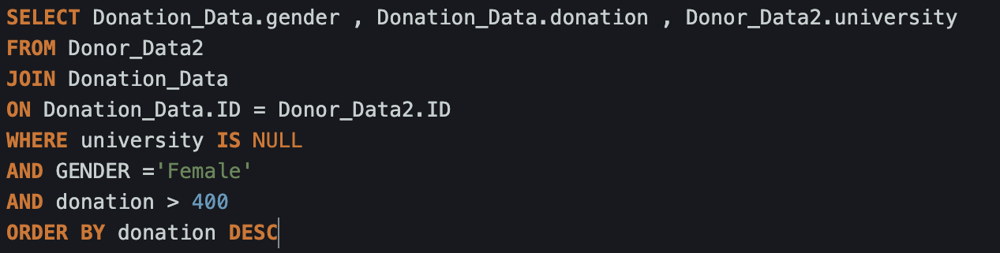 SELECT Donation_Data.gender , Donation_Data.donation , Donor_Data2.university
FROM Donor_Data2
JOIN Donation_Data
ON Donation_Data.ID = Donor_Data2.ID
WHERE university IS NULL
AND GENDER ='Female'
AND donation > 400
ORDER BY donation DESC